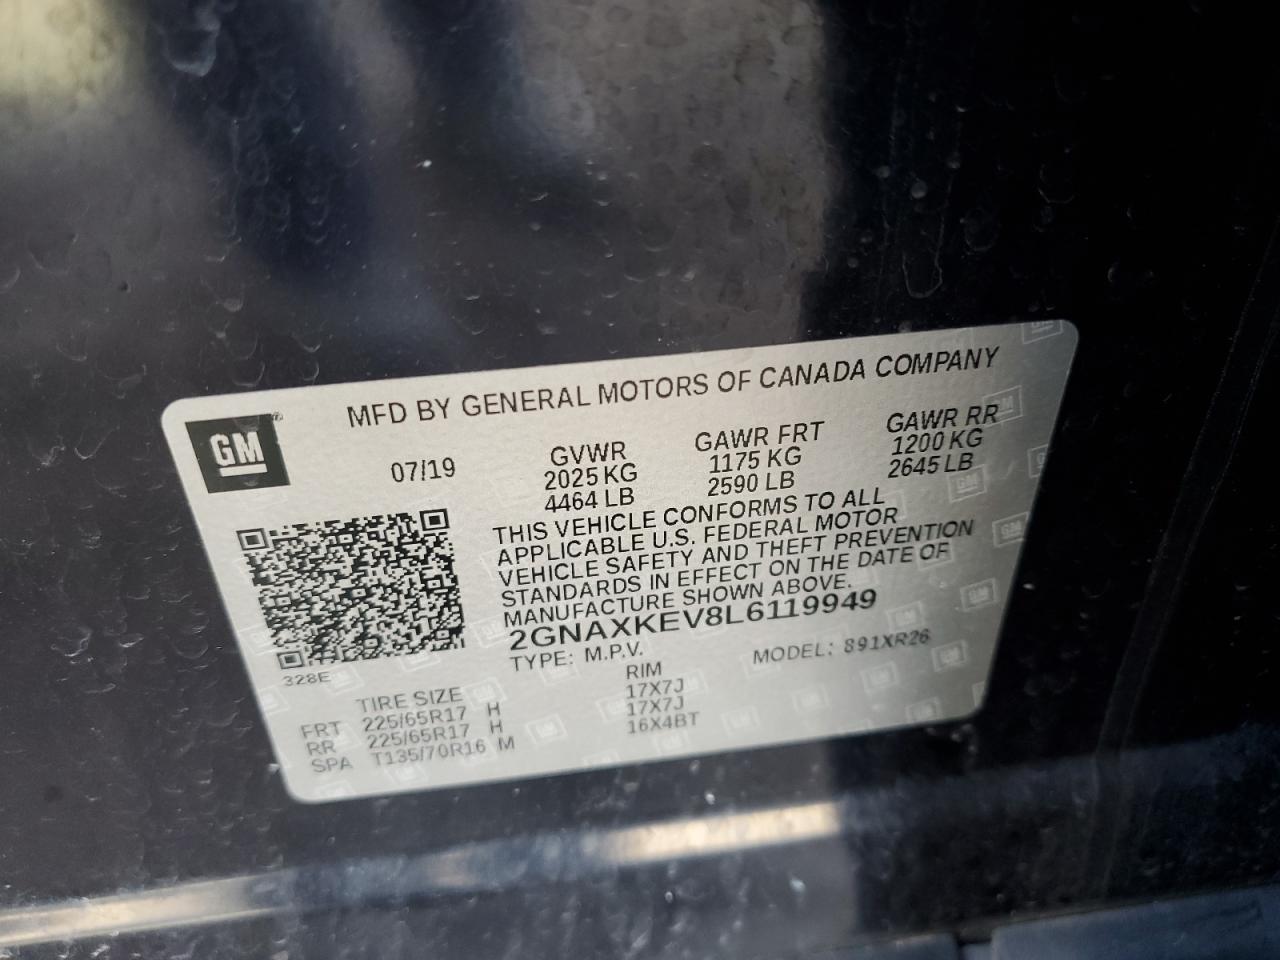 GM ®
MFD BY GENERAL MOTORS OF CANADA COMPANY
07/19 GVWR GAWR FRT GAWR RR
2025 KG 1175 KG 1200 KG
4464 LB 2590 LB 2645 LB
THIS VEHICLE CONFORMS TO ALL
APPLICABLE U.S. FEDERAL MOTOR
VEHICLE SAFETY AND THEFT PREVENTION
STANDARDS IN EFFECT ON THE DATE OF
MANUFACTURE SHOWN ABOVE.
2GNAXKEV8L6119949
TYPE: M.P.V. MODEL: 891XR26
328E
TIRE SIZE RIM
FRT 225/65R17 H 17X7J
RR 225/65R17 H 17X7J
SPA T135/70R16 M 16X4BT